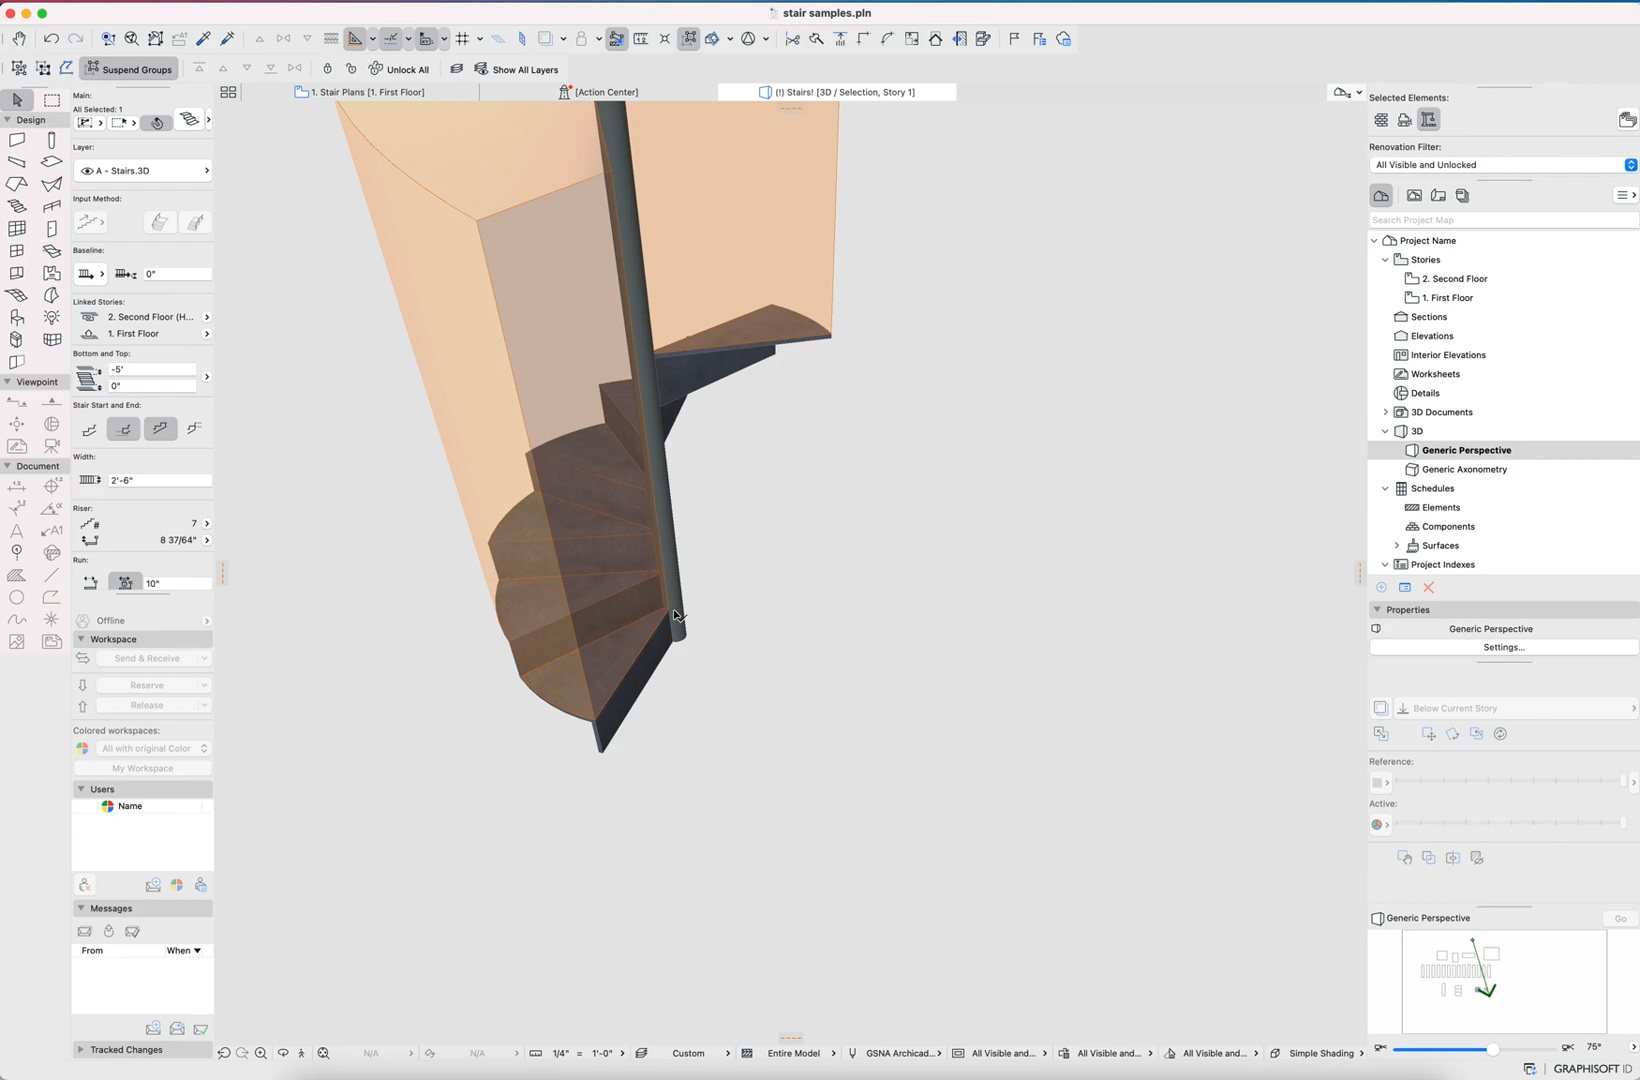 stair samples.pln
Suspend Groups
Unlock All
Show All Layers
Main:
All Selected: 1
1. Stair Plans [1. First Floor]
[Action Center]
(!) Stairs! [3D / Selection, Story 1]
Selected Elements:
Design
Layer:
A - Stairs.3D
Input Method:
Baseline:
0"
Linked Stories:
2. Second Floor (H...
1. First Floor
Bottom and Top:
-5'
0"
Viewpoint
Stair Start and End:
Width:
2'-6"
Document
Riser:
7
8 37/64"
Run:
10"
Offline
Workspace
Send & Receive
Reserve
Release
Colored workspaces:
All with original Color
My Workspace
Users
Name
Messages
From When
Tracked Changes
Renovation Filter:
All Visible and Unlocked
Search Project Map
Project Name
Stories
2. Second Floor
1. First Floor
Sections
Elevations
Interior Elevations
Worksheets
Details
3D Documents
3D
Generic Perspective
Generic Axonometry
Schedules
Elements
Components
Surfaces
Project Indexes
Properties
Generic Perspective
Settings...
Below Current Story
Reference:
Active:
Generic Perspective
Go
N/A
N/A
1/4" = 1'-0"
Custom
Entire Model
GSNA Archicad...
All Visible and...
All Visible and...
All Visible and...
Simple Shading
75°
GRAPHISOFT ID